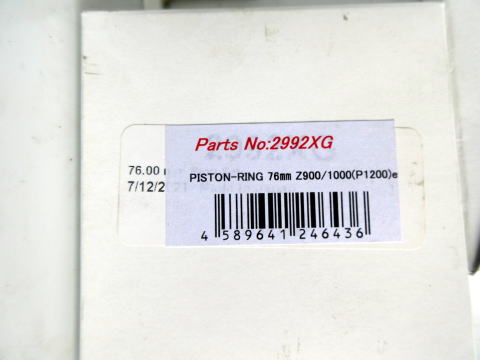 Parts No:2992XG
76.00
PISTON-RING 76mm Z900/1000(P1200)e
7/12/2
4 589641 246436